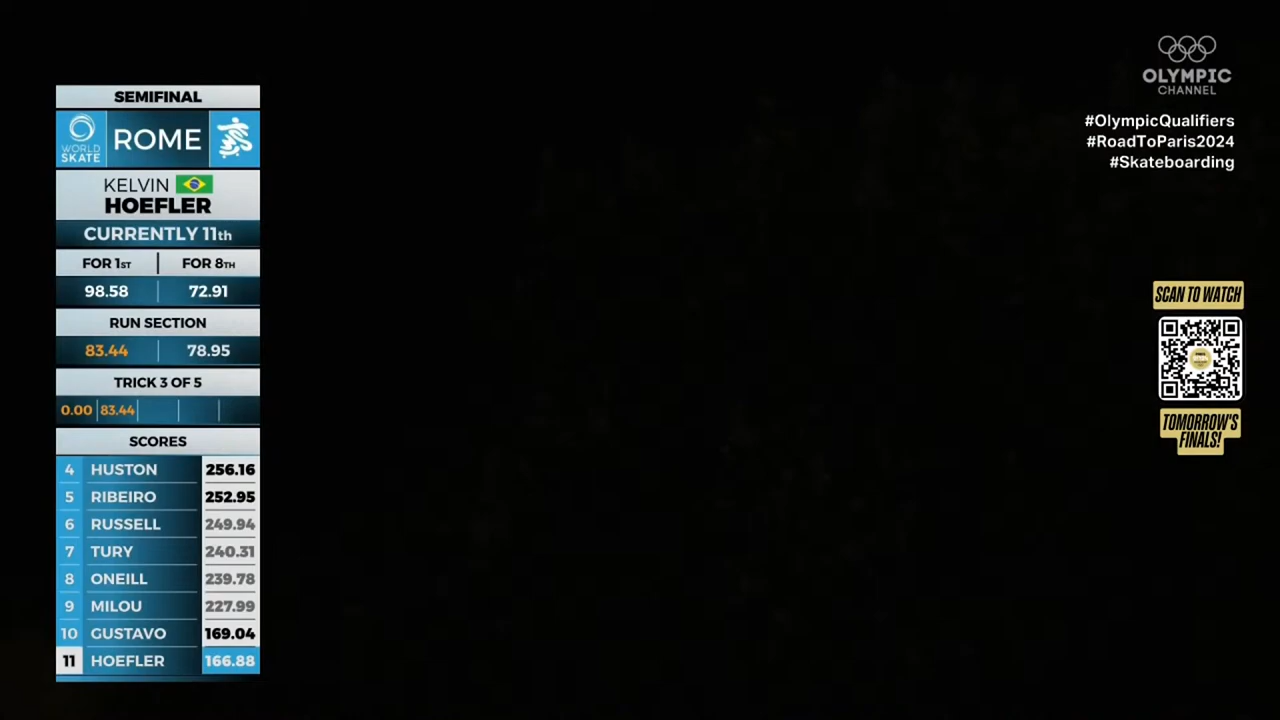 SEMIFINAL
WORLD SKATE
ROME
KELVIN
HOEFLER
CURRENTLY 11th
FOR 1ST
FOR 8TH
98.58
72.91
RUN SECTION
83.44
78.95
TRICK 3 OF 5
0.00 83.44
SCORES
4 HUSTON 256.16
5 RIBEIRO 252.95
6 RUSSELL 249.94
7 TURY 240.31
8 ONEILL 239.78
9 MILOU 227.99
10 GUSTAVO 169.04
11 HOEFLER 166.88
OLYMPIC
CHANNEL
#OlympicQualifiers
#RoadToParis2024
#Skateboarding
SCAN TO WATCH
TOMORROW'S
FINALS!